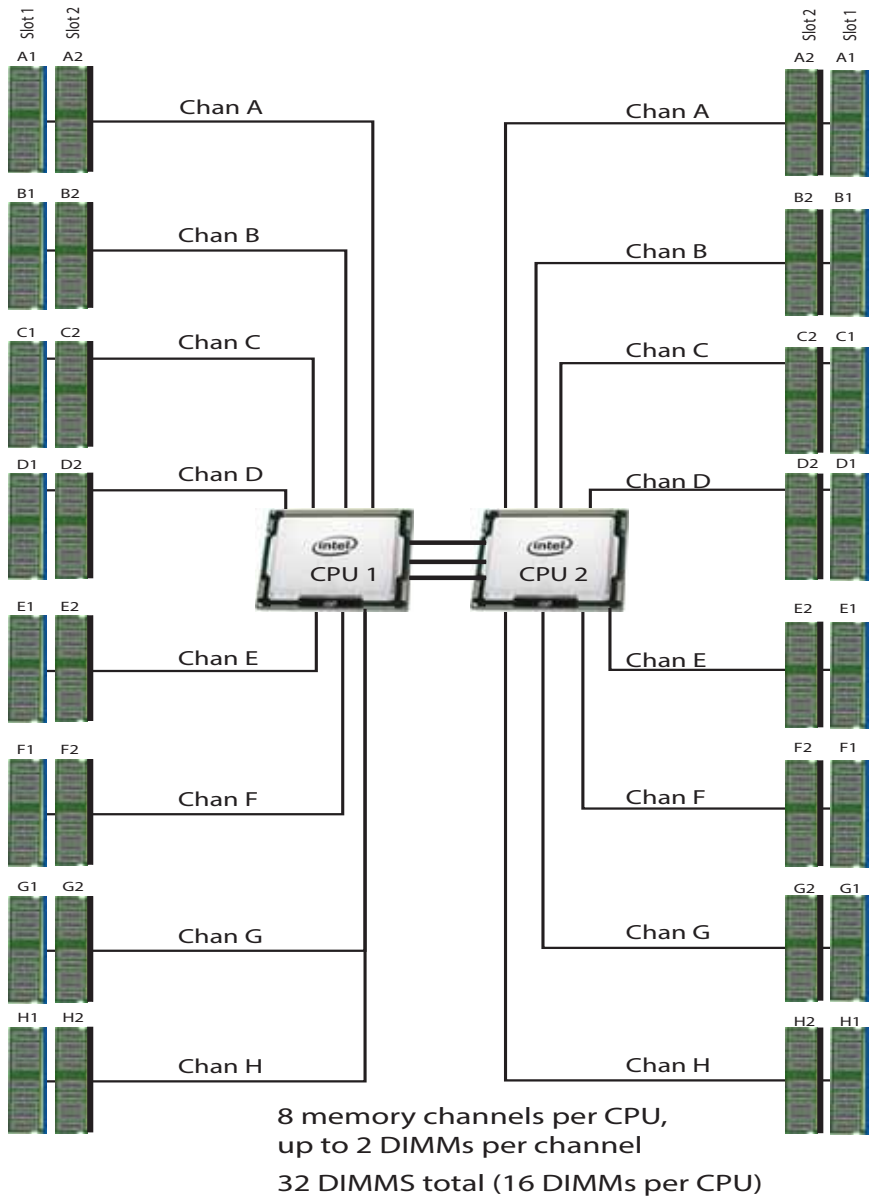 Slot 1 Slot 2 Slot 2 Slot 1
A1 A2 A2 A1
Chan A Chan A
B1 B2 B2 B1
Chan B Chan B
C1 C2 C2 C1
Chan C Chan C
D1 D2 D2 D1
Chan D Chan D
intel intel
CPU 1 CPU 2
E1 E2 E2 E1
Chan E Chan E
F1 F2 F2 F1
Chan F Chan F
G1 G2 G2 G1
Chan G Chan G
H1 H2 H2 H1
Chan H Chan H
8 memory channels per CPU,
up to 2 DIMMs per channel
32 DIMMS total (16 DIMMs per CPU)